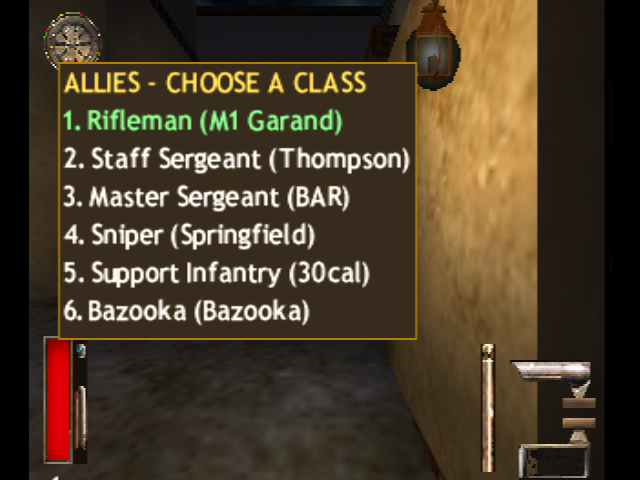 ALLIES - CHOOSE A CLASS
1. Rifleman (M1 Garand)
2. Staff Sergeant (Thompson)
3. Master Sergeant (BAR)
4. Sniper (Springfield)
5. Support Infantry (30cal)
6. Bazooka (Bazooka)